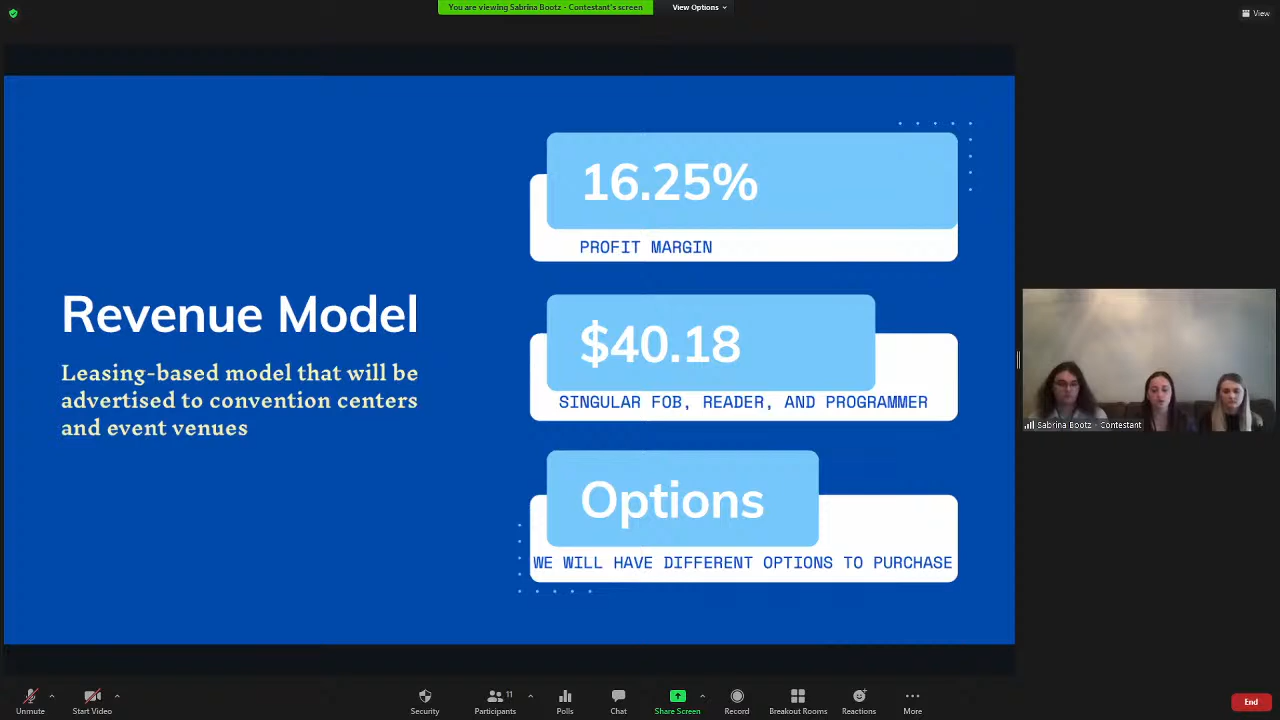 You are viewing Sabrina Bootz - Contestant's screen
View Options
View
16.25%
PROFIT MARGIN
Revenue Model
Leasing-based model that will be
advertised to convention centers
and event venues
$40.18
SINGULAR FOB, READER, AND PROGRAMMER
Options
WE WILL HAVE DIFFERENT OPTIONS TO PURCHASE
Sabrina Bootz - Contestant
Unmute
Start Video
Security
Participants
11
Polls
Chat
Share Screen
Record
Breakout Rooms
Reactions
More
End